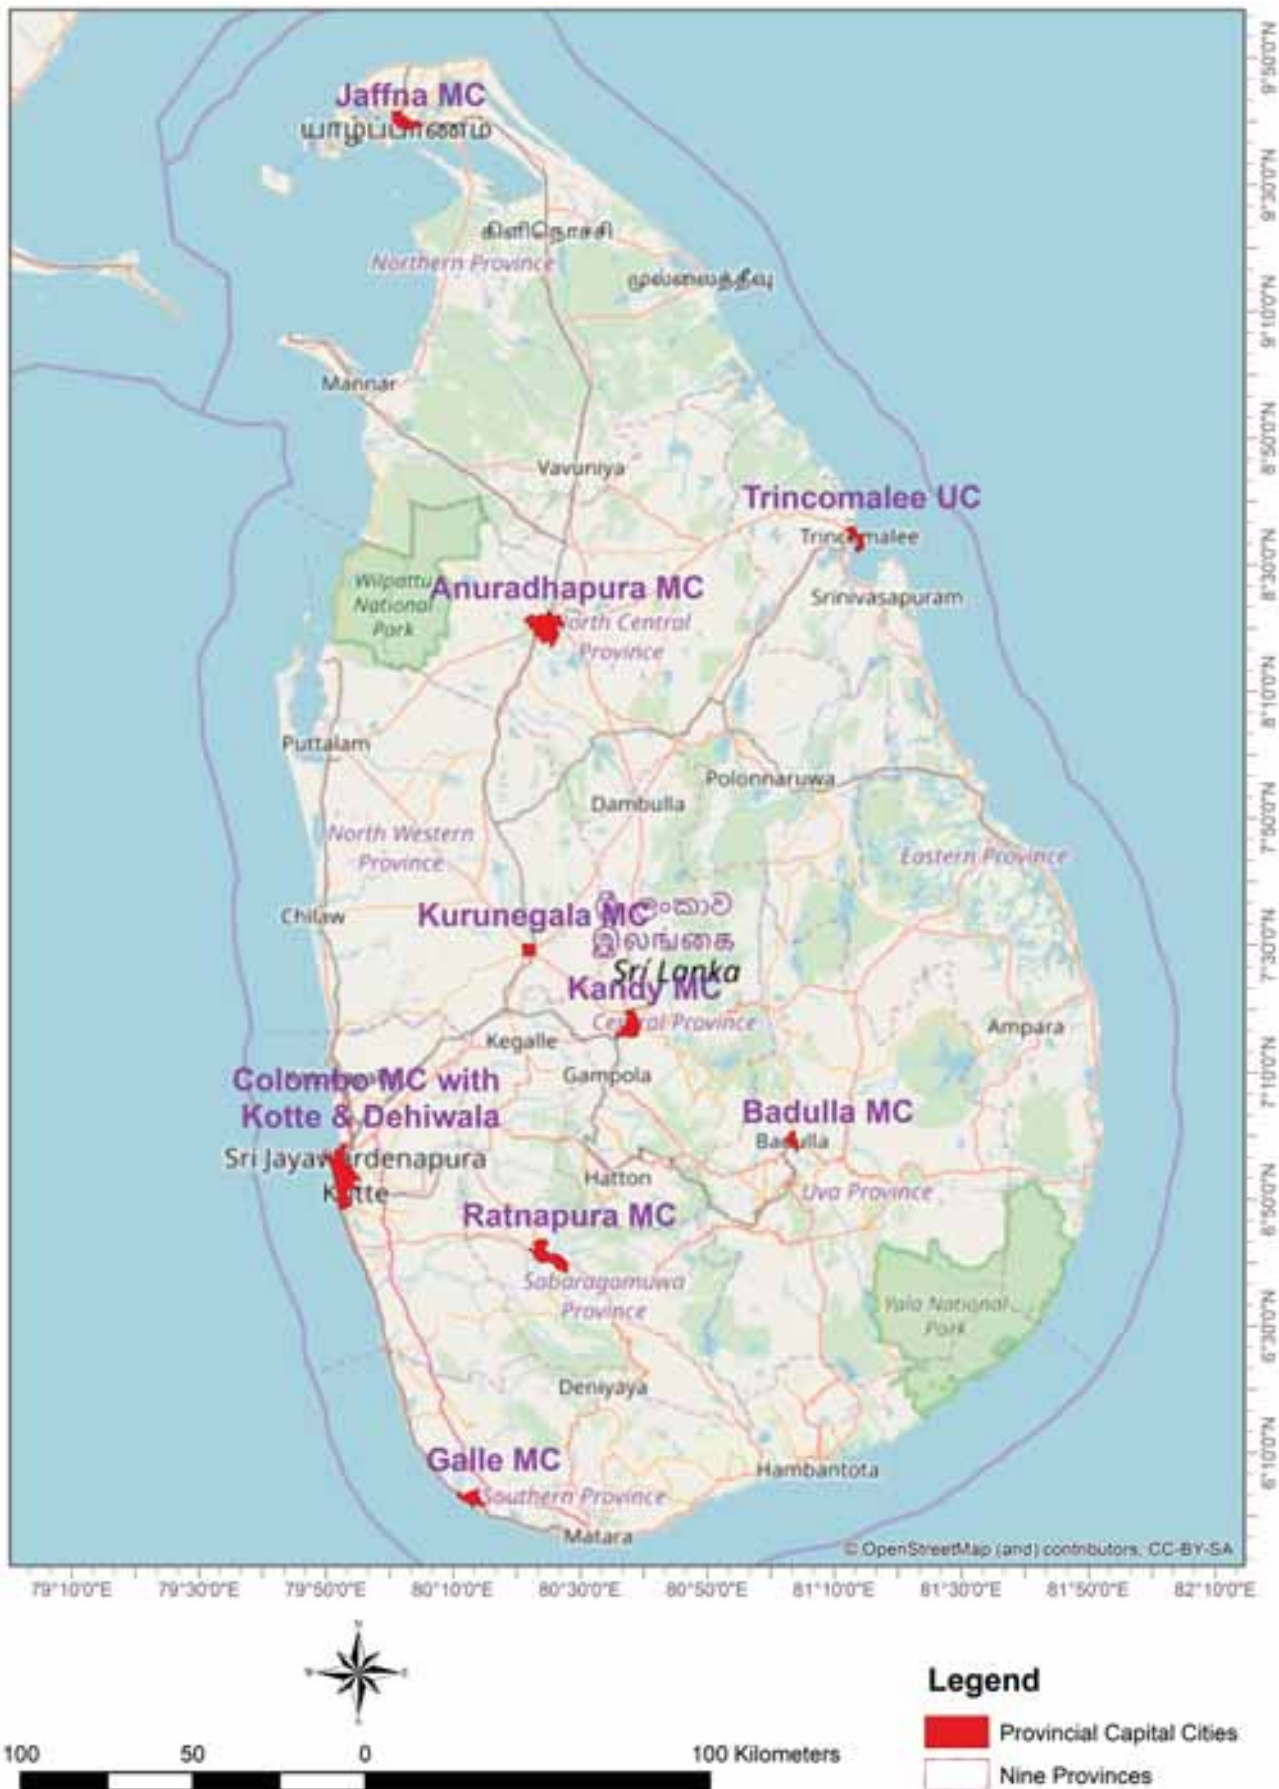 Jaffna MC
யாழ்ப்பாணம்
கிளிநொச்சி
Northern Province
முல்லைத்தீவு
Mannar
Vavuniya
Trincomalee UC
Trincomalee
Wilpattu
National
Park
Anuradhapura MC
North Central
Province
Srinivasapuram
Puttalam
Polonnaruwa
Dambulla
North Western
Province
Eastern Province
Chilaw
Kurunegala MC
இலங்கை
Sri Lanka
Kandy MC
Central Province
Ampara
Kegalle
Gampola
Colombo MC with
Kotte & Dehiwala
Badulla MC
Badulla
Sri Jayawardenapura
Kotte
Hatton
Uva Province
Ratnapura MC
Sabaragamuwa
Province
Yala National
Park
Deniyaya
Galle MC
Hambantota
Southern Province
Matara
© OpenStreetMap (and) contributors, CC-BY-SA
9°50'0"N
9°30'0"N
9°10'0"N
8°50'0"N
8°30'0"N
8°10'0"N
7°50'0"N
7°30'0"N
7°10'0"N
6°50'0"N
6°30'0"N
6°10'0"N
79°10'0"E 79°30'0"E 79°50'0"E 80°10'0"E 80°30'0"E 80°50'0"E 81°10'0"E 81°30'0"E 81°50'0"E 82°10'0"E
N
S
Legend
Provincial Capital Cities
Nine Provinces
100 50 0 100 Kilometers